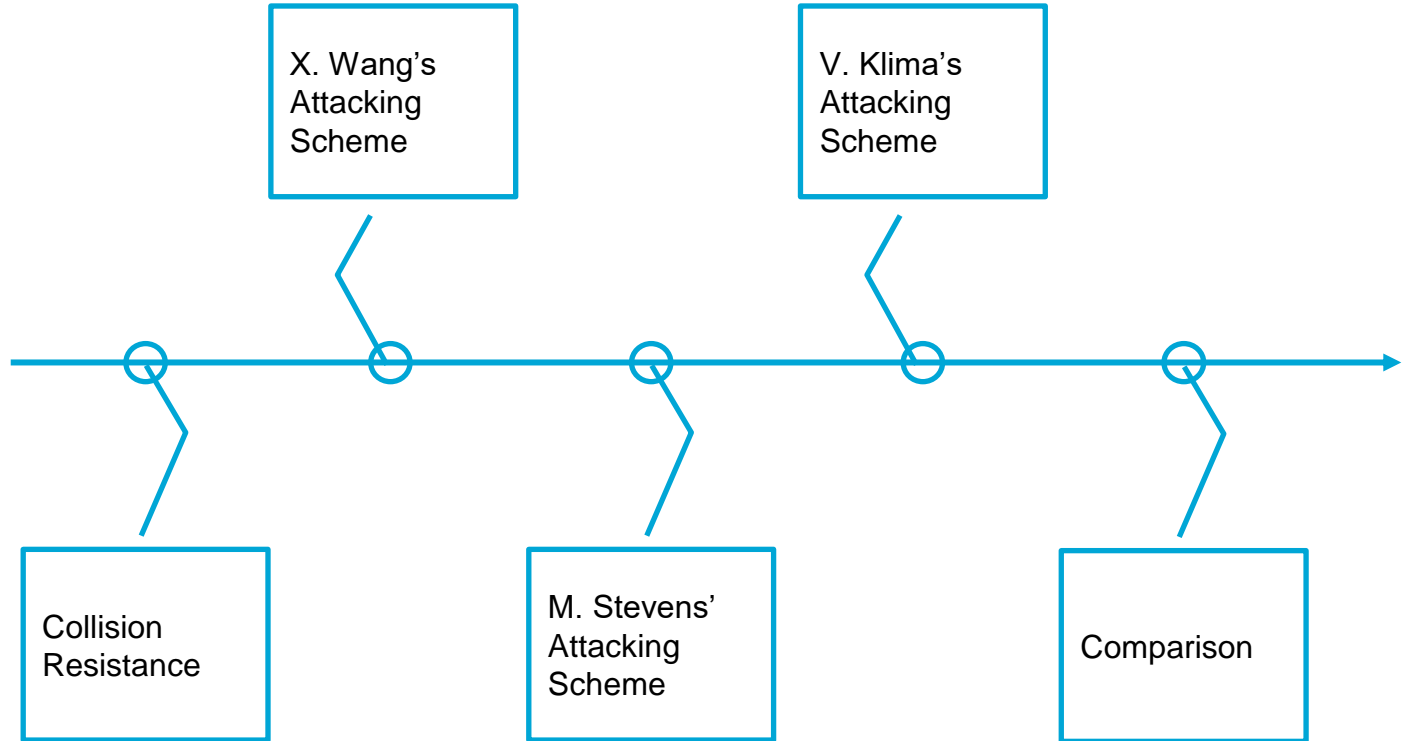 X. Wang’s
Attacking
Scheme
V. Klima’s
Attacking
Scheme
Collision
Resistance
M. Stevens’
Attacking
Scheme
Comparison